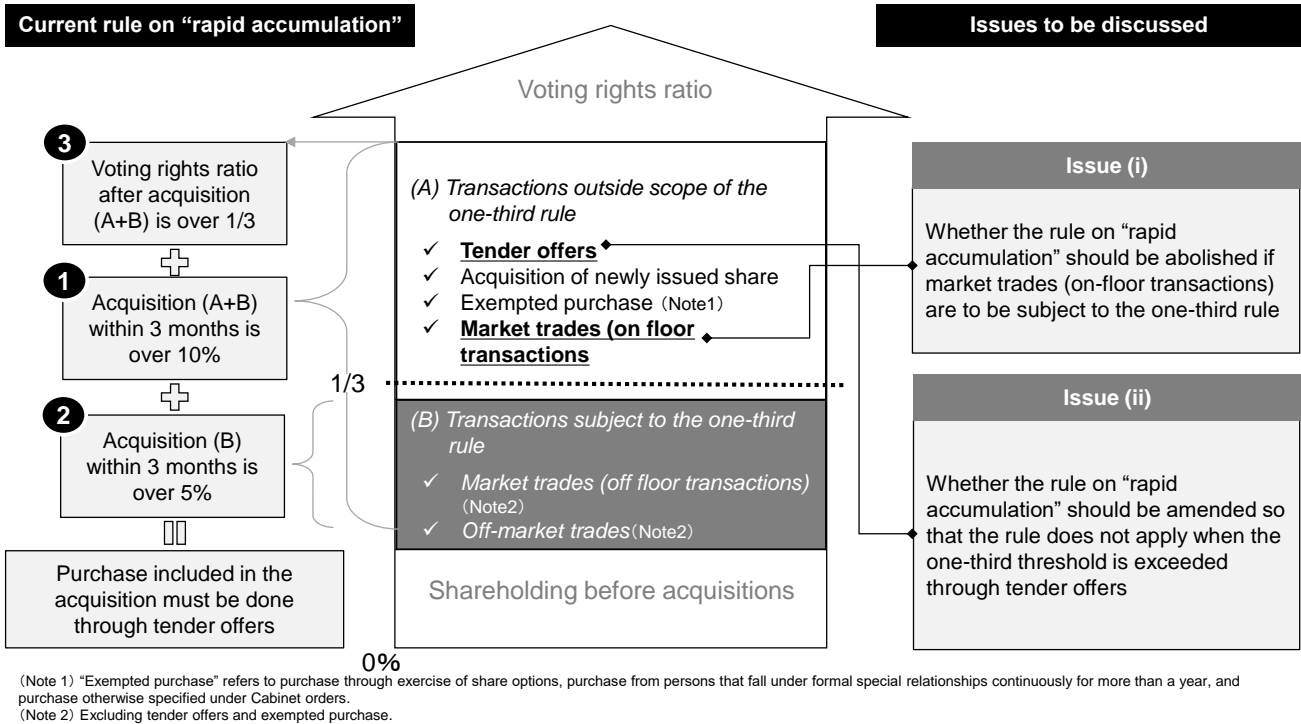 Current rule on “rapid accumulation”
Issues to be discussed
Voting rights ratio
3
Voting rights ratio
after acquisition
(A+B) is over 1/3
1
Acquisition (A+B)
within 3 months is
over 10%
2
Acquisition (B)
within 3 months is
over 5%
Purchase included in the
acquisition must be done
through tender offers
(A) Transactions outside scope of the
one-third rule
✓ Tender offers
✓ Acquisition of newly issued share
✓ Exempted purchase（Note1）
✓ Market trades (on floor
transactions
1/3
(B) Transactions subject to the one-third
rule
✓ Market trades (off floor transactions)
（Note2）
✓ Off-market trades（Note2）
Shareholding before acquisitions
0%
Issue (i)
Whether the rule on “rapid
accumulation” should be abolished if
market trades (on-floor transactions)
are to be subject to the one-third rule
Issue (ii)
Whether the rule on “rapid
accumulation” should be amended so
that the rule does not apply when the
one-third threshold is exceeded
through tender offers
（Note 1）“Exempted purchase” refers to purchase through exercise of share options, purchase from persons that fall under formal special relationships continuously for more than a year, and
purchase otherwise specified under Cabinet orders.
（Note 2）Excluding tender offers and exempted purchase.